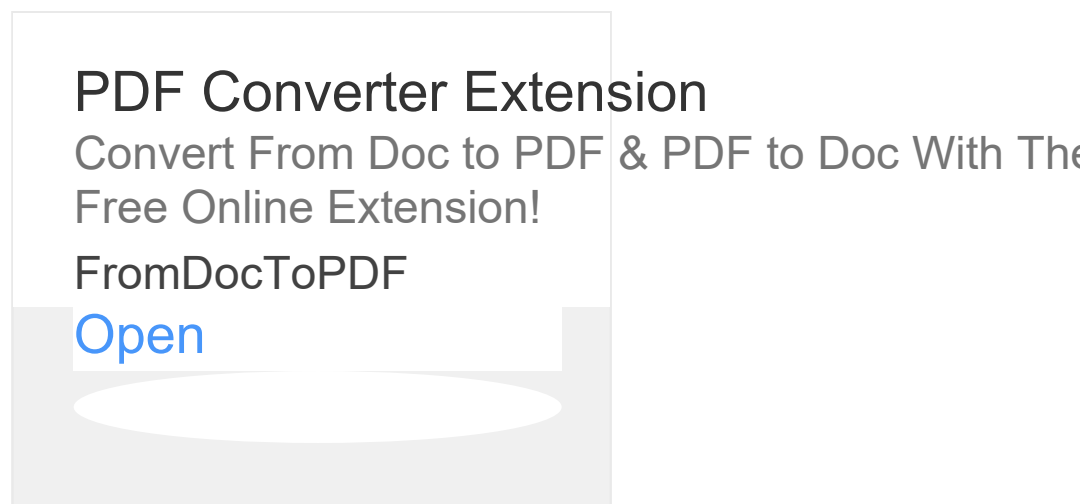 PDF Converter Extension
Convert From Doc to PDF & PDF to Doc With The
Free Online Extension!
FromDocToPDF
Open